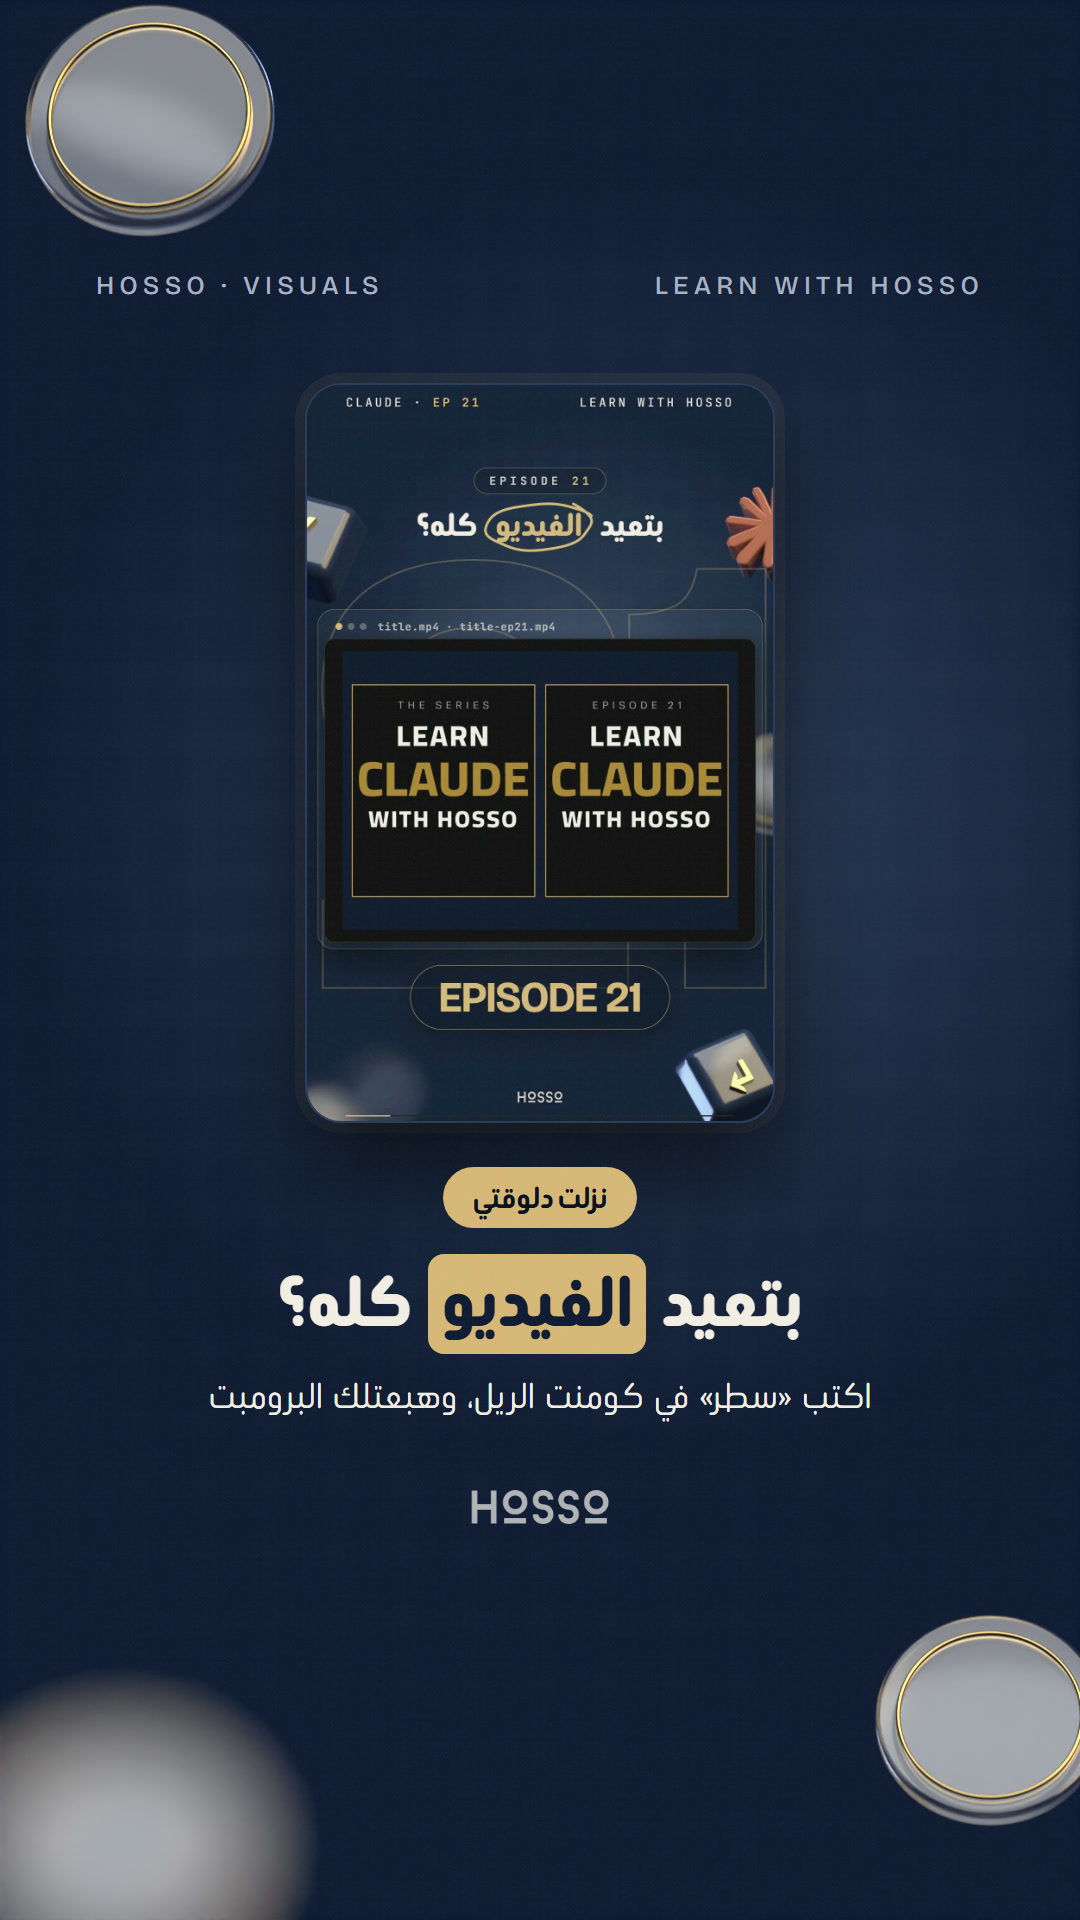 HOSSO · VISUALS
LEARN WITH HOSSO
CLAUDE · EP 21
LEARN WITH HOSSO
EPISODE 21
بتعيد الفيديو كله؟
title.mp4 · title-ep21.mp4
THE SERIES
LEARN
CLAUDE
WITH HOSSO
EPISODE 21
LEARN
CLAUDE
WITH HOSSO
EPISODE 21
HOSSO
نزلت دلوقتي
بتعيد الفيديو كله؟
اكتب «سطر» في كومنت الريل، وهبعتلك البرومبت
HOSSO